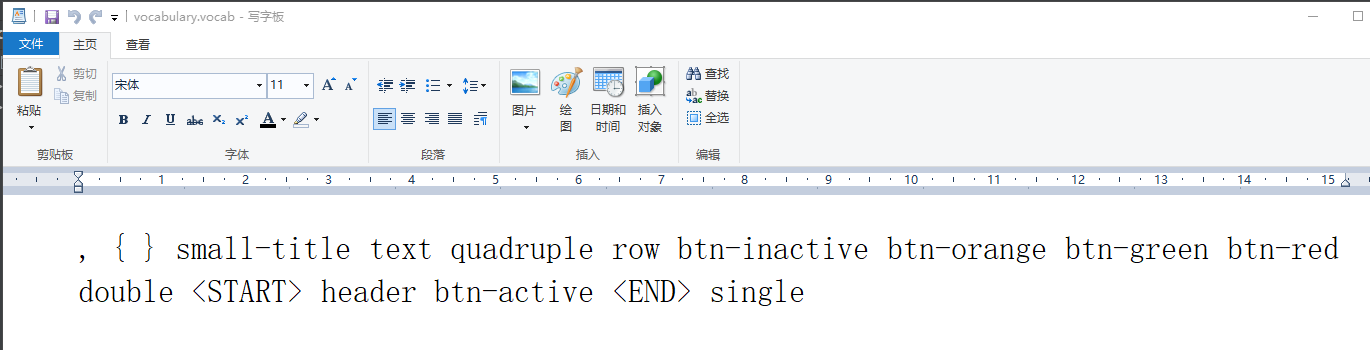 vocabulary.vocab - 写字板
文件 主页 查看
粘贴 剪切 复制
宋体 11 A A
B I U abc X₂ X² A
图片 绘图 日期和时间 插入对象
查找
替换
全选
剪贴板 字体 段落 插入 编辑
1 2 3 4 5 6 7 8 9 10 11 12 13 14 15
, { } small-title text quadruple row btn-inactive btn-orange btn-green btn-red
double <START> header btn-active <END> single